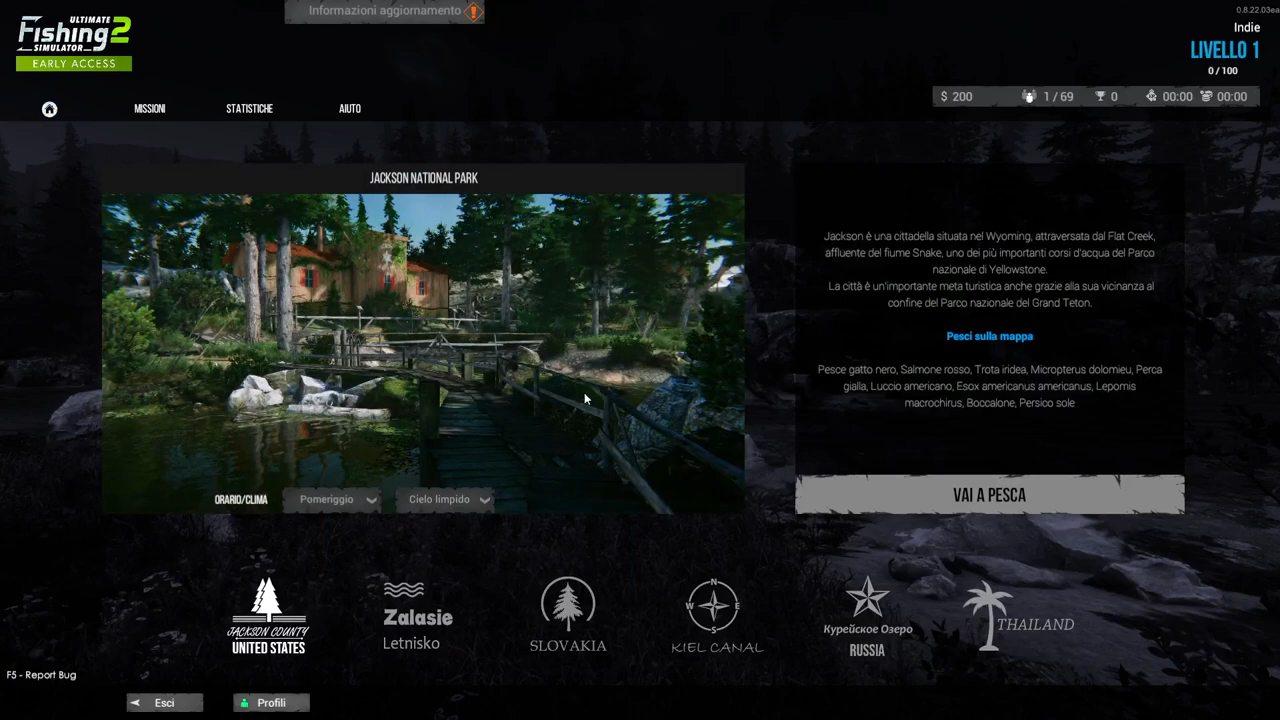 Informazioni aggiornamento
0.8.22.03ea
ULTIMATE
Fishing 2
SIMULATOR
EARLY ACCESS
Indie
LIVELLO 1
0 / 100
$ 200
1 / 69
0
00:00
00:00
MISSIONI
STATISTICHE
AIUTO
JACKSON NATIONAL PARK
ORARIO/CLIMA
Pomeriggio
Cielo limpido
Jackson è una cittadella situata nel Wyoming, attraversata dal Flat Creek,
affluente del fiume Snake, uno dei più importanti corsi d'acqua del Parco
nazionale di Yellowstone.
La città è un'importante meta turistica anche grazie alla sua vicinanza al
confine del Parco nazionale del Grand Teton.
Pesci sulla mappa
Pesce gatto nero, Salmone rosso, Trota iridea, Micropterus dolomieu, Perca
gialla, Luccio americano, Esox americanus americanus, Lepomis
macrochirus, Boccalone, Persico sole
VAI A PESCA
JACKSON COUNTY
UNITED STATES
Zalasie
Letnisko
SLOVAKIA
N
W E
S
KIEL CANAL
Курейское Озеро
RUSSIA
THAILAND
F5 - Report Bug
Esci
Profili